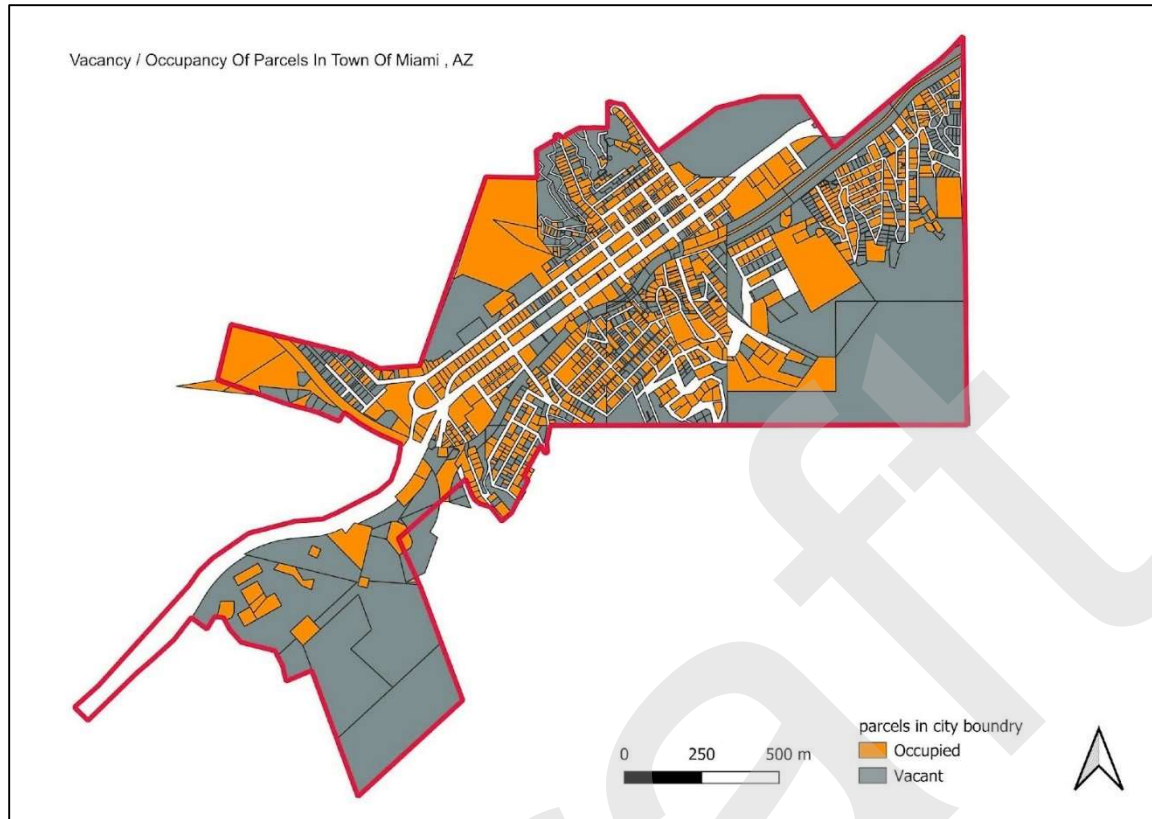 Vacancy / Occupancy Of Parcels In Town Of Miami , AZ
parcels in city boundry
0 250 500 m
Occupied
Vacant